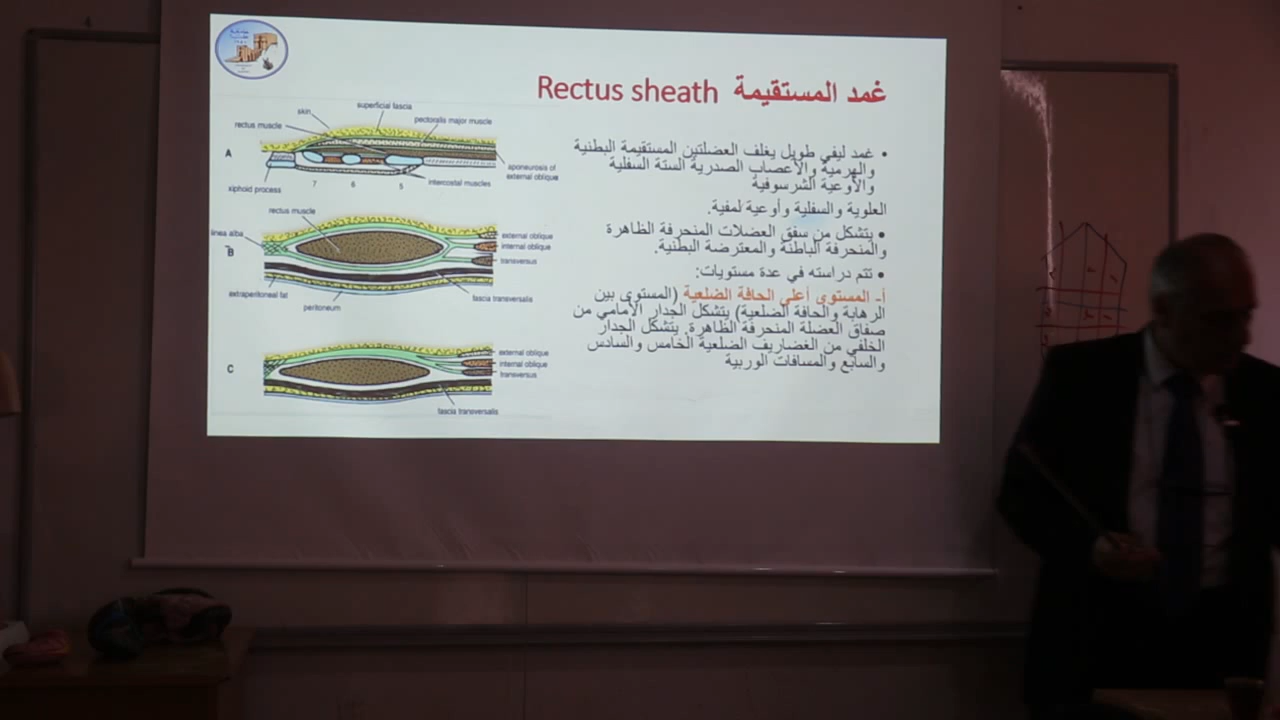 غمد المستقيمة Rectus sheath
• غمد ليفي طويل يغلف العضلتين المستقيمة البطنية
والهرمية والأعصاب الصدرية الستة السفلية
والأوعية الشرسوفية
العلوية والسفلية وأوعية لمفية.
• يتشكل من سفق العضلات المنحرفة الظاهرة
والمنحرفة الباطنة والمعترضة البطنية.
• تتم دراسته في عدة مستويات:
أ- المستوى أعلى الحافة الضلعية (المستوى بين
الرهابة والحافة الضلعية) يتشكل الجدار الأمامي من
صفاق العضلة المنحرفة الظاهرة. يتشكل الجدار
الخلفي من الغضاريف الضلعية الخامس والسادس
والسابع والمسافات الوربية
A
skin
superficial fascia
rectus muscle
pectoralis major muscle
aponeurosis of
external oblique
xiphoid process
7 6 5
intercostal muscles
B
rectus muscle
linea alba
external oblique
internal oblique
transversus
extraperitoneal fat
peritoneum
fascia transversalis
C
external oblique
internal oblique
transversus
fascia transversalis